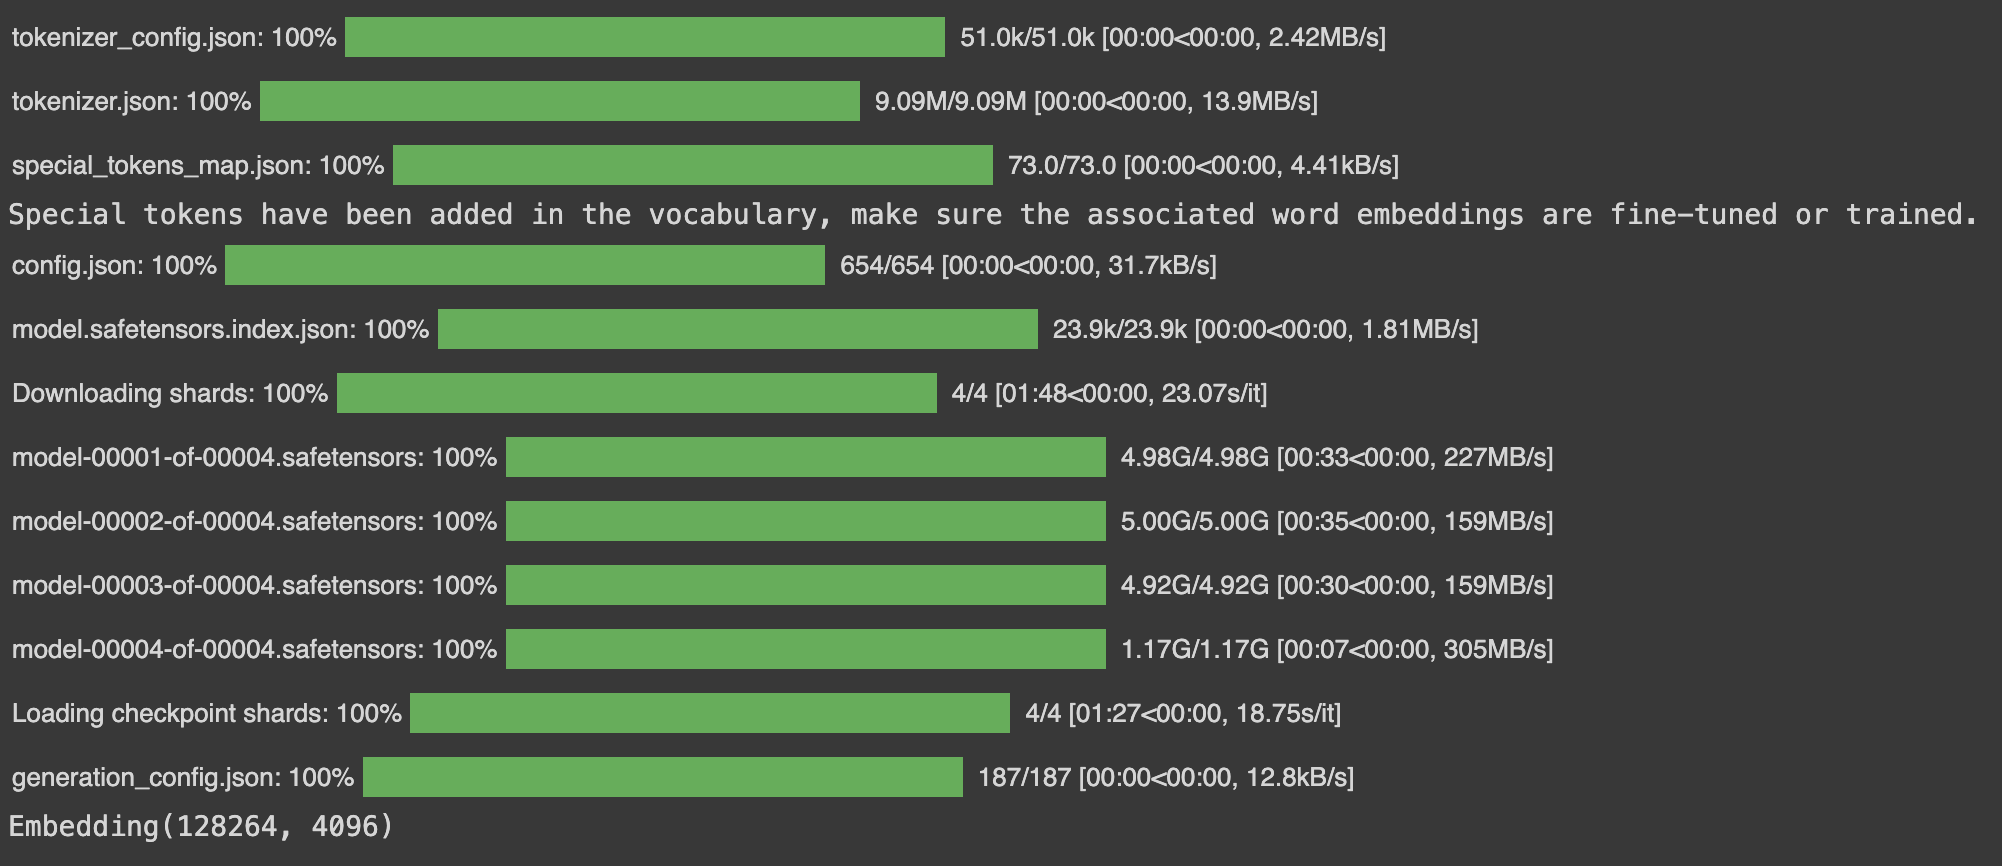 tokenizer_config.json: 100% 51.0k/51.0k [00:00<00:00, 2.42MB/s]
tokenizer.json: 100% 9.09M/9.09M [00:00<00:00, 13.9MB/s]
special_tokens_map.json: 100% 73.0/73.0 [00:00<00:00, 4.41kB/s]
Special tokens have been added in the vocabulary, make sure the associated word embeddings are fine-tuned or trained.
config.json: 100% 654/654 [00:00<00:00, 31.7kB/s]
model.safetensors.index.json: 100% 23.9k/23.9k [00:00<00:00, 1.81MB/s]
Downloading shards: 100% 4/4 [01:48<00:00, 23.07s/it]
model-00001-of-00004.safetensors: 100% 4.98G/4.98G [00:33<00:00, 227MB/s]
model-00002-of-00004.safetensors: 100% 5.00G/5.00G [00:35<00:00, 159MB/s]
model-00003-of-00004.safetensors: 100% 4.92G/4.92G [00:30<00:00, 159MB/s]
model-00004-of-00004.safetensors: 100% 1.17G/1.17G [00:07<00:00, 305MB/s]
Loading checkpoint shards: 100% 4/4 [01:27<00:00, 18.75s/it]
generation_config.json: 100% 187/187 [00:00<00:00, 12.8kB/s]
Embedding(128264, 4096)